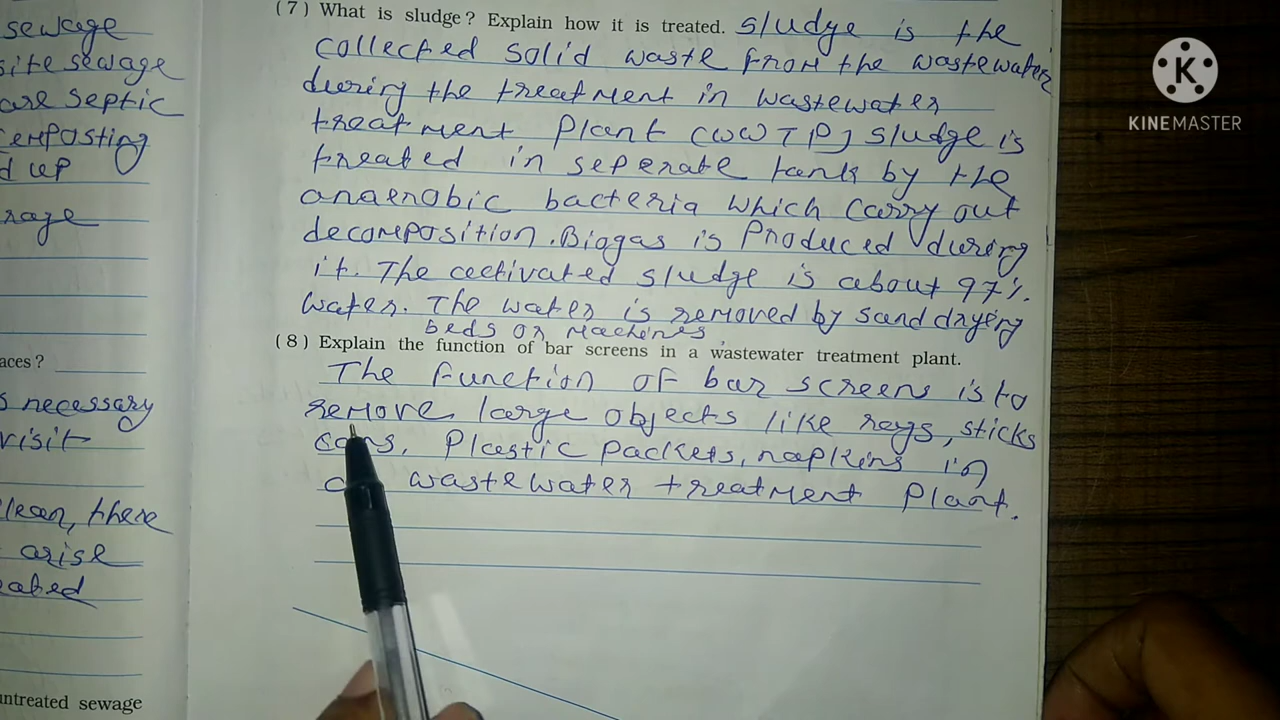 sewage
site sewage
are septic
composting
d up
rage
aces ?
s necessary
visit
lean, there
arise
eated
untreated sewage
(7) What is sludge? Explain how it is treated. Sludge is the
collected solid waste from the wastewater
during the treatment in wastewater
treatment Plant (WWTP) sludge is
treated in seperate tank by the
anaerobic bacteria which carry out
decomposition. Biogas is Produced during
it. The activated sludge is about 97%
water. The water is removed by sand drying
beds or machines.
(8) Explain the function of bar screens in a wastewater treatment plant.
The function of bar screens is to
remove large objects like rags, sticks
cans, Plastic Packets, napkins in
a wastewater treatment Plant.
K
KINEMASTER